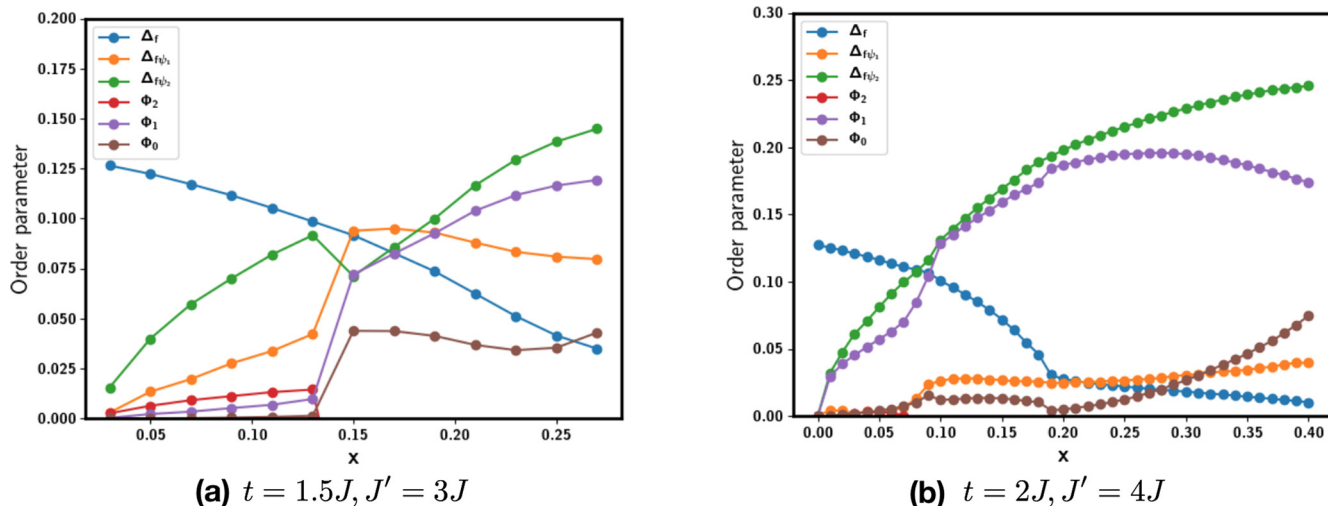 0.200
0.175
0.150
0.125
0.100
0.075
0.050
0.025
0.000
Order parameter
Δf
Δfψ₁
Δfψ₂
Φ2
Φ1
Φ0
0.05 0.10 0.15 0.20 0.25
x
(a) t = 1.5J, J′ = 3J
0.30
0.25
0.20
0.15
0.10
0.05
0.00
Order parameter
Δf
Δfψ₁
Δfψ₂
Φ2
Φ1
Φ0
0.00 0.05 0.10 0.15 0.20 0.25 0.30 0.35 0.40
x
(b) t = 2J, J′ = 4J